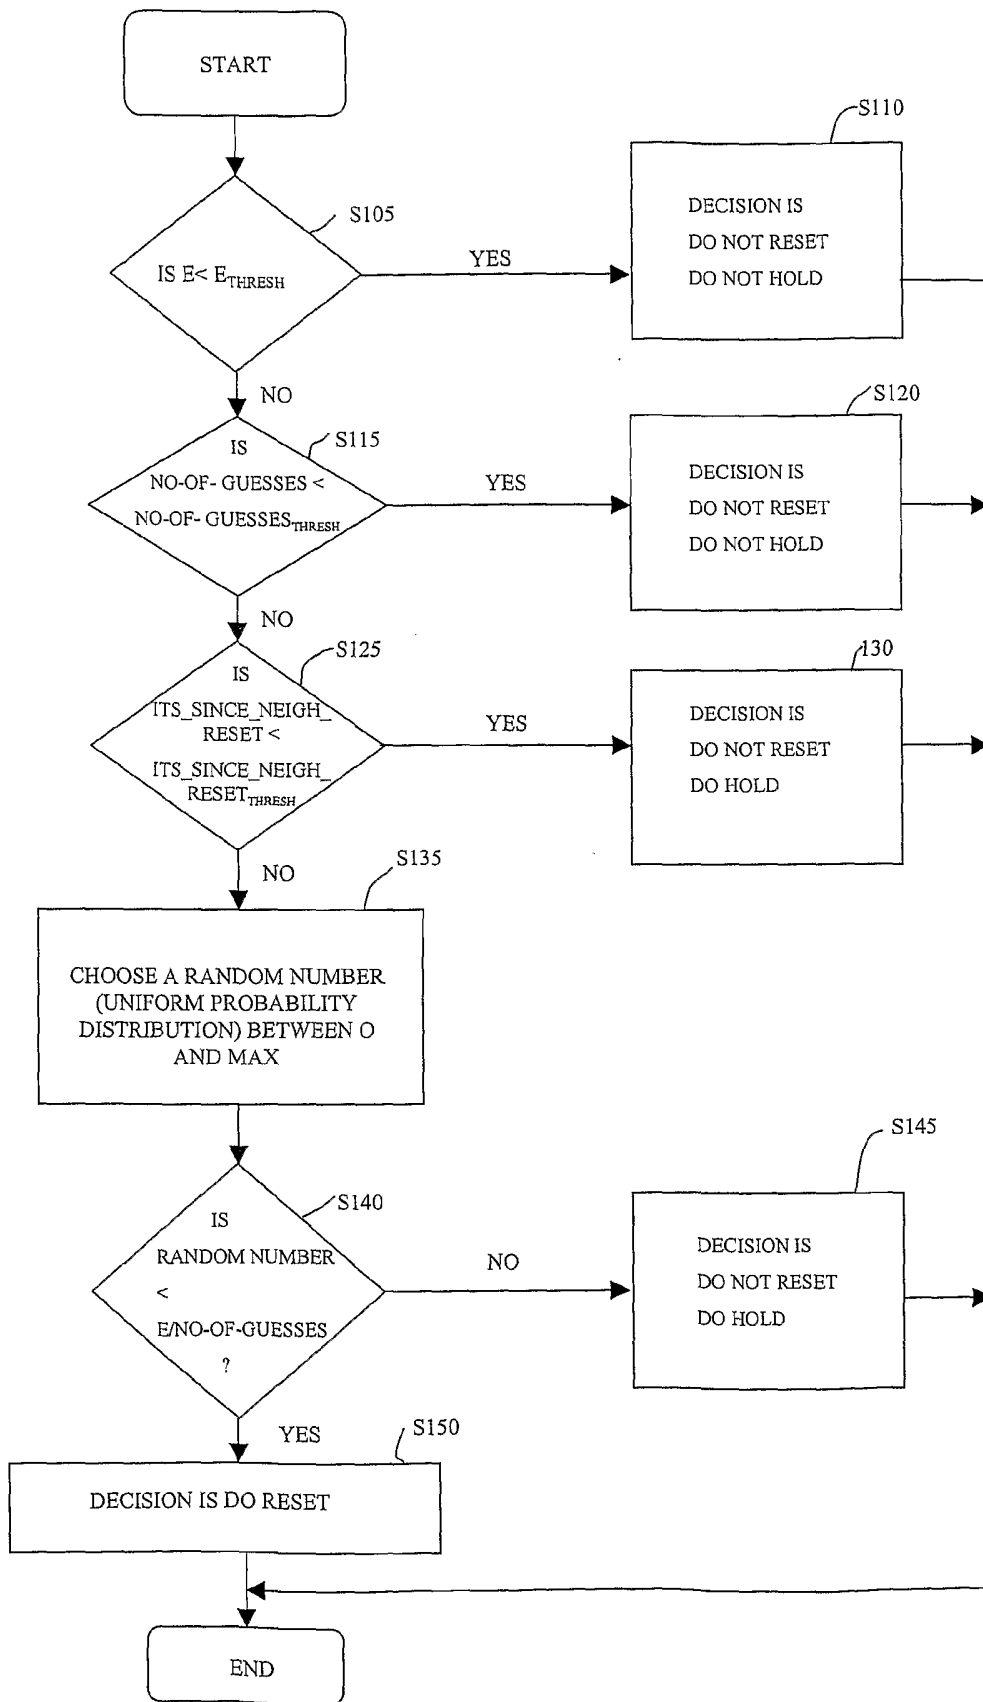 START
S110
DECISION IS
DO NOT RESET
DO NOT HOLD
S105
IS E< E_THRESH
YES
NO
S120
S115
IS
NO-OF- GUESSES <
NO-OF- GUESSES_THRESH
YES
DECISION IS
DO NOT RESET
DO NOT HOLD
NO
S125
IS
ITS_SINCE_NEIGH_
RESET <
ITS_SINCE_NEIGH_
RESET_THRESH
YES
130
DECISION IS
DO NOT RESET
DO HOLD
NO
S135
CHOOSE A RANDOM NUMBER
(UNIFORM PROBABILITY
DISTRIBUTION) BETWEEN O
AND MAX
S140
IS
RANDOM NUMBER
<
E/NO-OF-GUESSES
?
NO
S145
DECISION IS
DO NOT RESET
DO HOLD
YES
S150
DECISION IS DO RESET
END